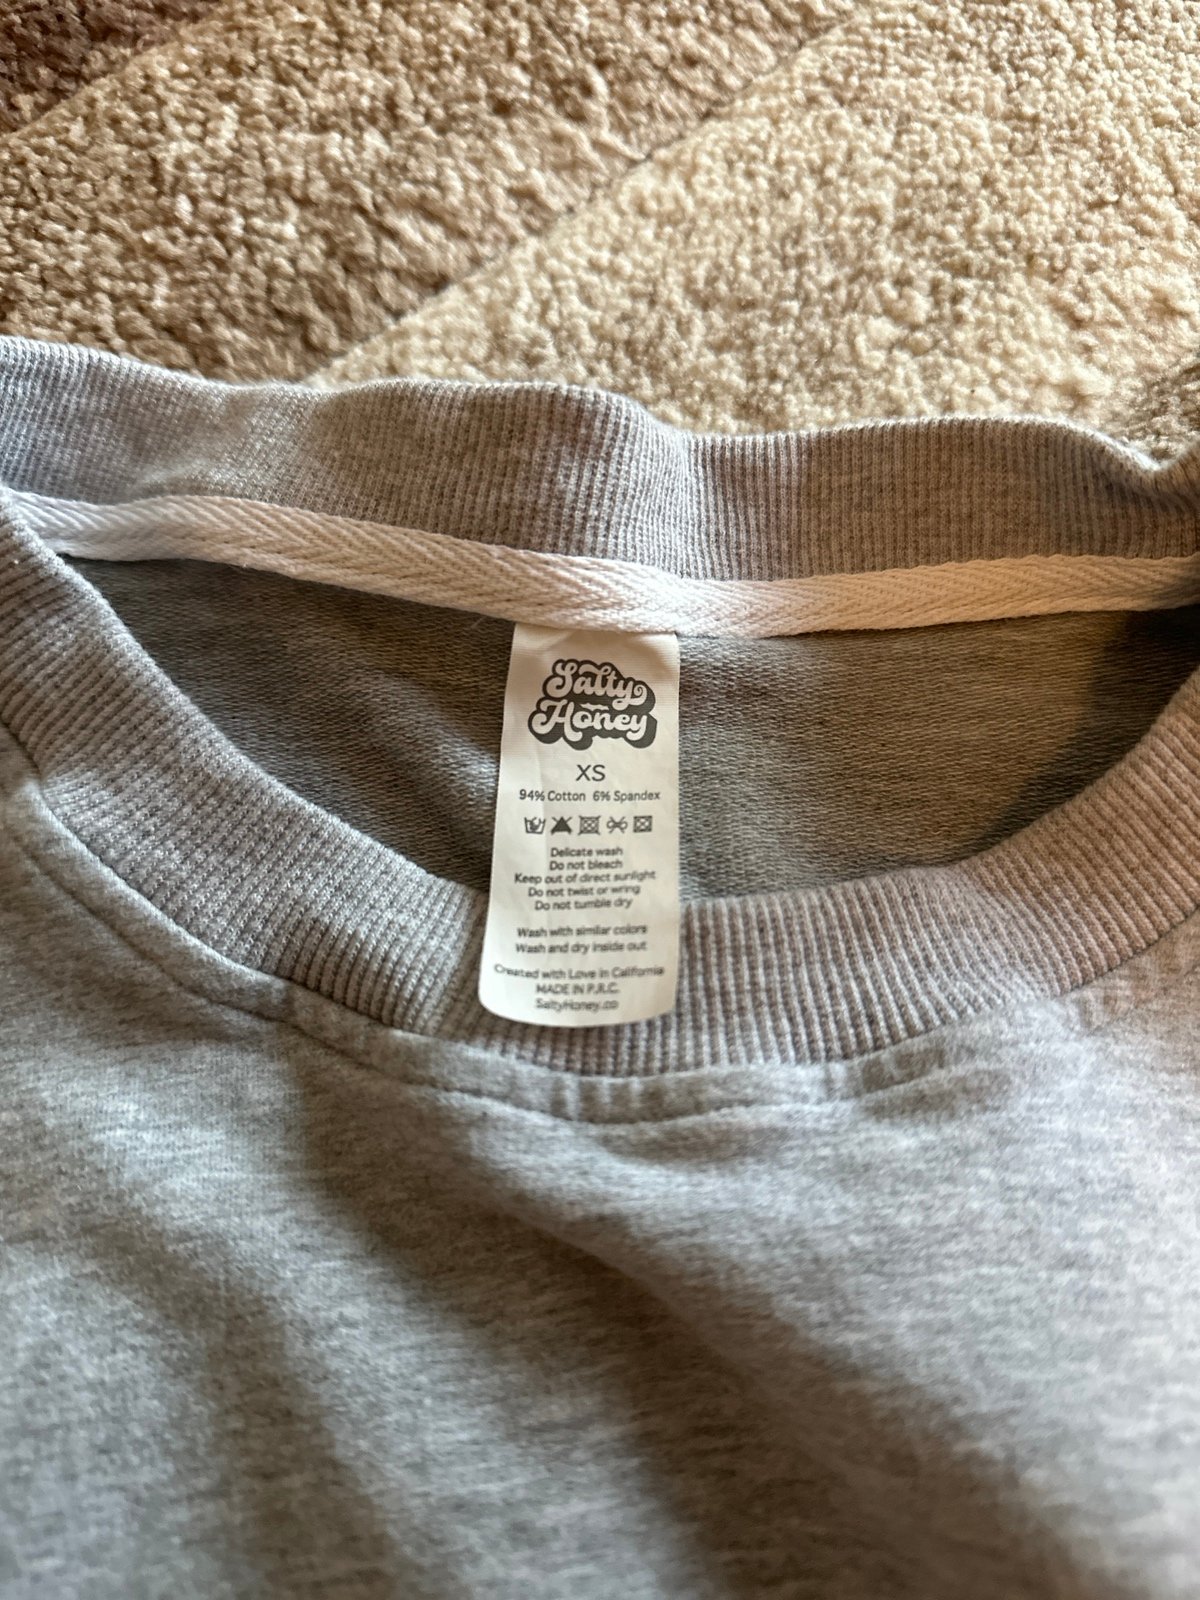 Salty
Honey
XS
94% Cotton 6% Spandex
Delicate wash
Do not bleach
Keep out of direct sunlight
Do not twist or wring
Do not tumble dry
Wash with similar colors
Wash and dry inside out
Created with Love in California
MADE IN P.R.C.
SaltyHoney.co